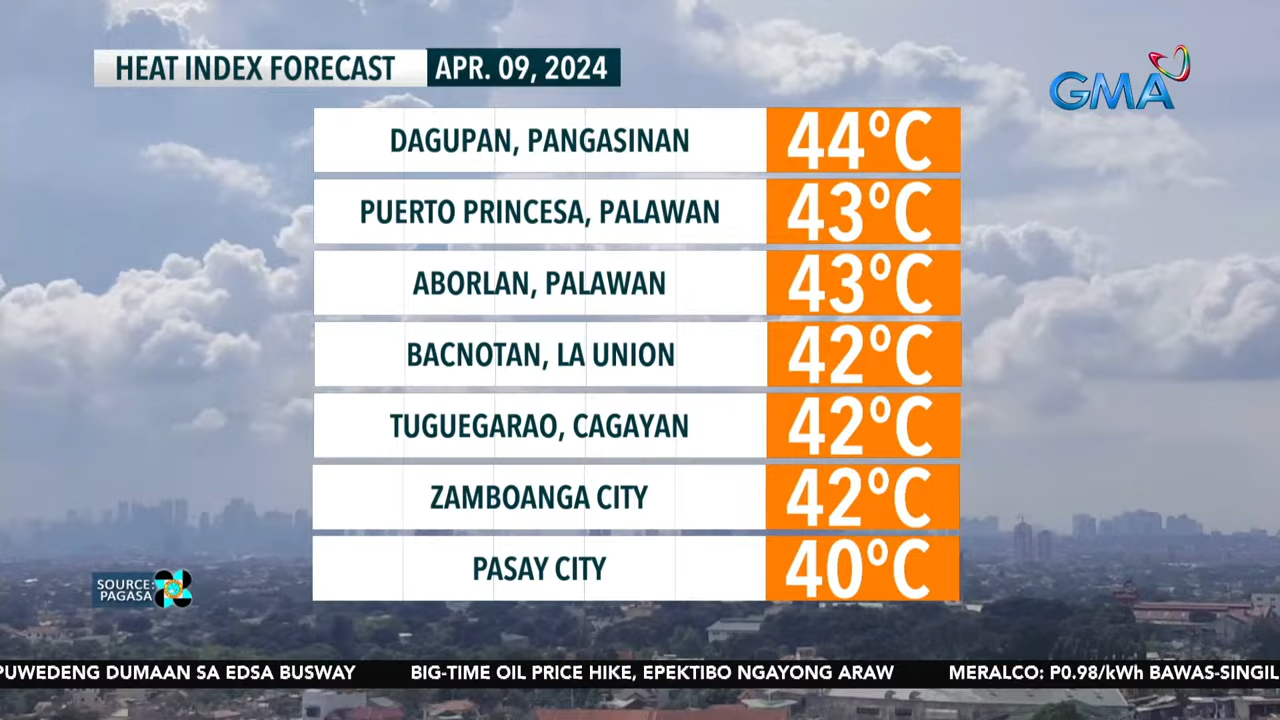 HEAT INDEX FORECAST APR. 09, 2024
GMA
DAGUPAN, PANGASINAN 44°C
PUERTO PRINCESA, PALAWAN 43°C
ABORLAN, PALAWAN 43°C
BACNOTAN, LA UNION 42°C
TUGUEGARAO, CAGAYAN 42°C
ZAMBOANGA CITY 42°C
PASAY CITY 40°C
SOURCE:
PAGASA
PUWEDENG DUMAAN SA EDSA BUSWAY BIG-TIME OIL PRICE HIKE, EPEKTIBO NGAYONG ARAW MERALCO: P0.98/kWh BAWAS-SINGIL